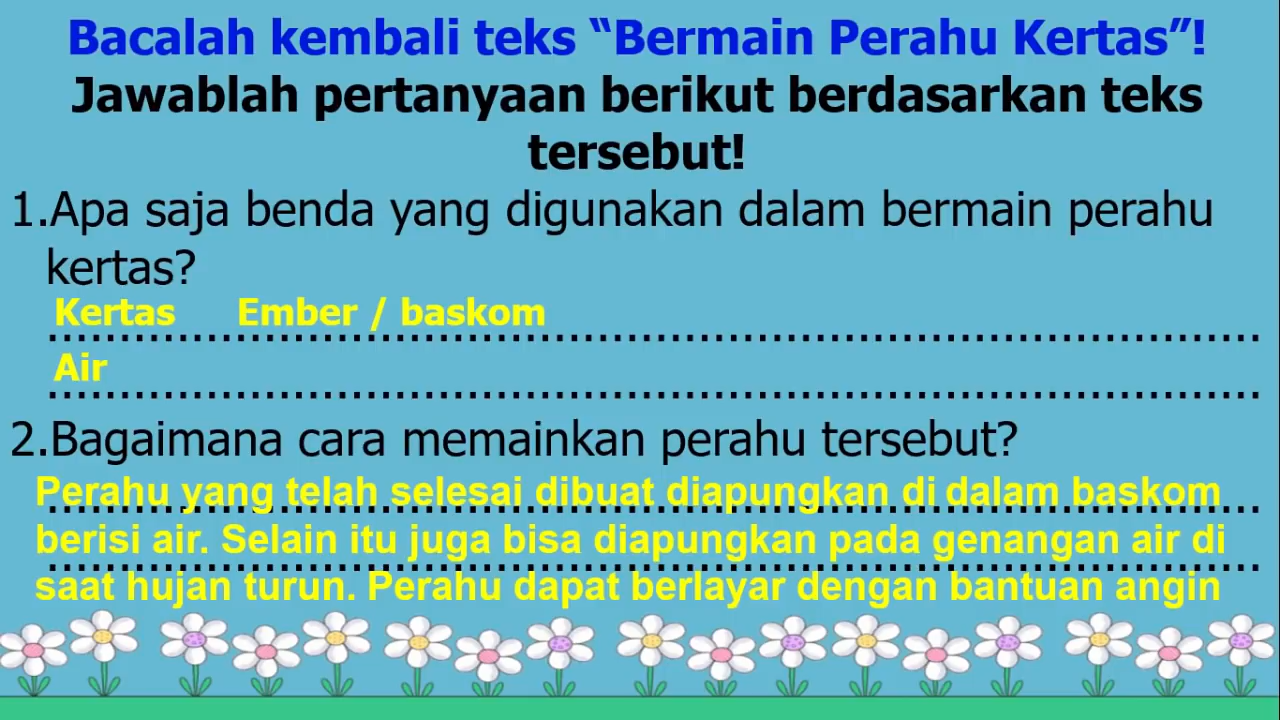 Bacalah kembali teks “Bermain Perahu Kertas”!
Jawablah pertanyaan berikut berdasarkan teks
tersebut!
1.Apa saja benda yang digunakan dalam bermain perahu
kertas?
Kertas Ember / baskom
Air
2.Bagaimana cara memainkan perahu tersebut?
Perahu yang telah selesai dibuat diapungkan di dalam baskom
berisi air. Selain itu juga bisa diapungkan pada genangan air di
saat hujan turun. Perahu dapat berlayar dengan bantuan angin